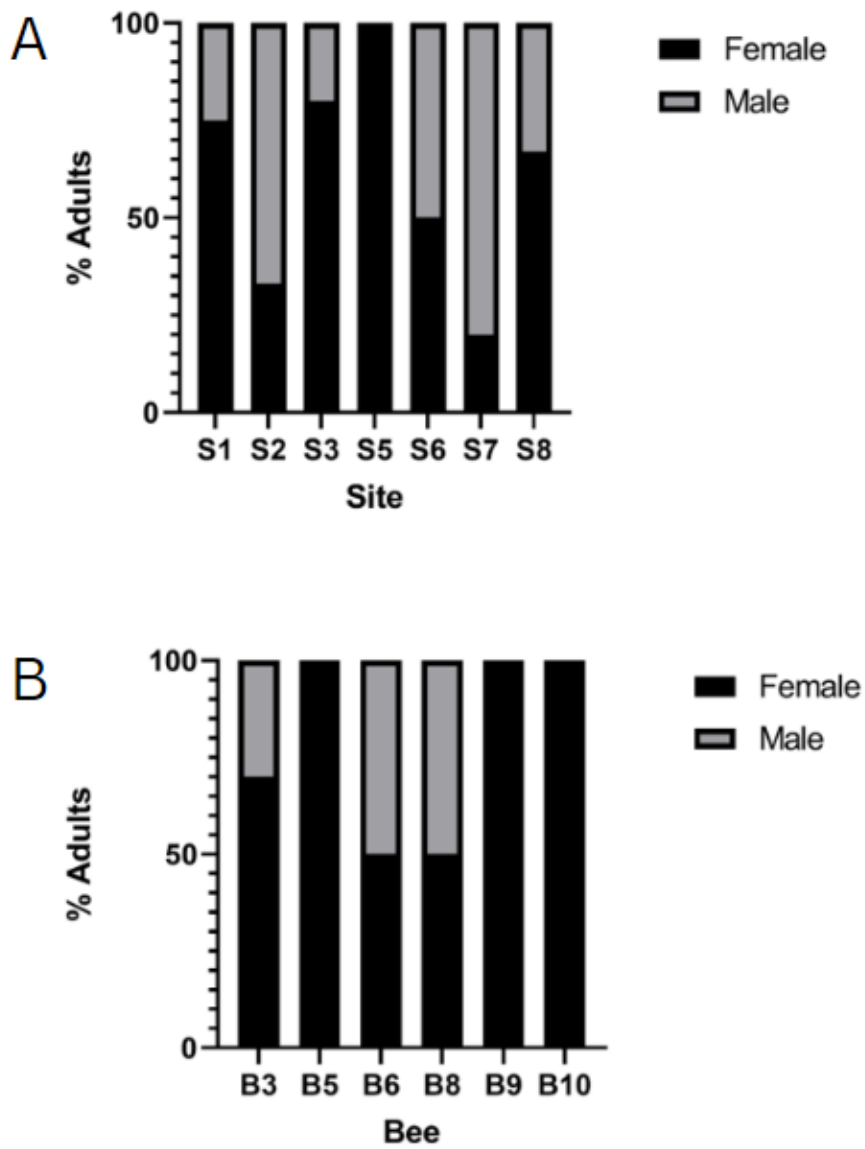 A
100
50
0
% Adults
S1 S2 S3 S5 S6 S7 S8
Site
Female
Male
B
100
50
0
% Adults
B3 B5 B6 B8 B9 B10
Bee
Female
Male